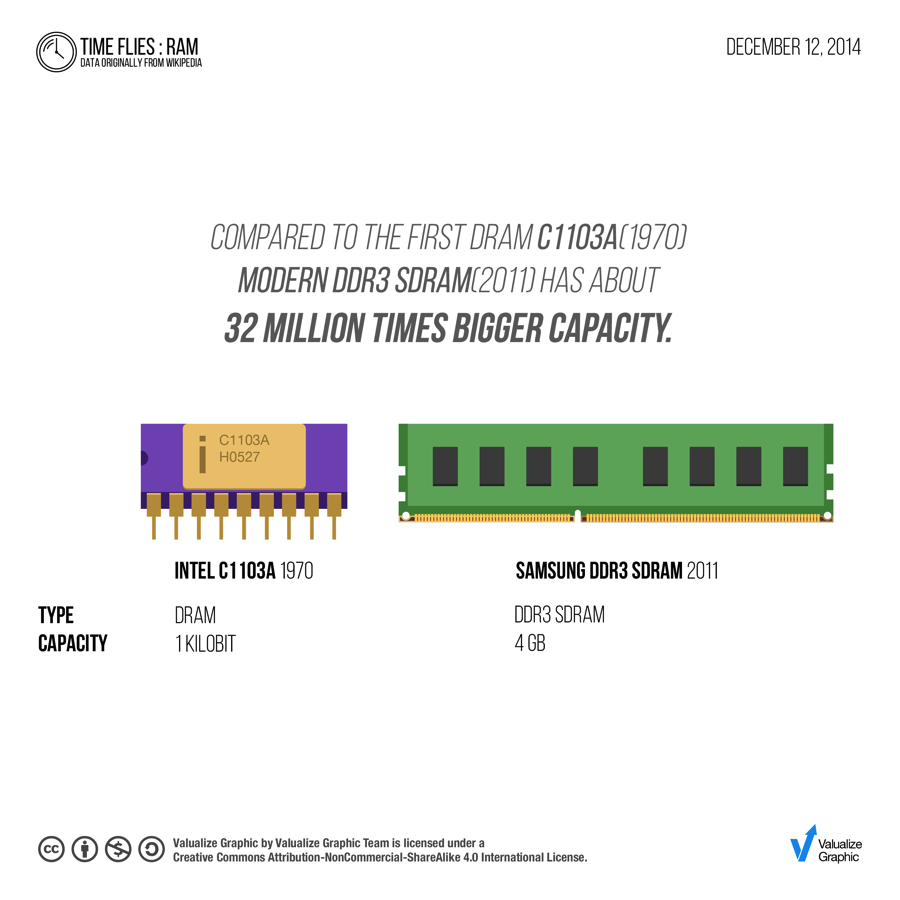 TIME FLIES : RAM
DATA ORIGINALLY FROM WIKIPEDIA
DECEMBER 12, 2014
COMPARED TO THE FIRST DRAM C1103A(1970)
MODERN DDR3 SDRAM(2011) HAS ABOUT
32 MILLION TIMES BIGGER CAPACITY.
i
C1103A
H0527
INTEL C1103A 1970
SAMSUNG DDR3 SDRAM 2011
TYPE DRAM DDR3 SDRAM
CAPACITY 1 KILOBIT 4 GB
cc
Valualize Graphic by Valualize Graphic Team is licensed under a
Creative Commons Attribution-NonCommercial-ShareAlike 4.0 International License.
Valualize
Graphic